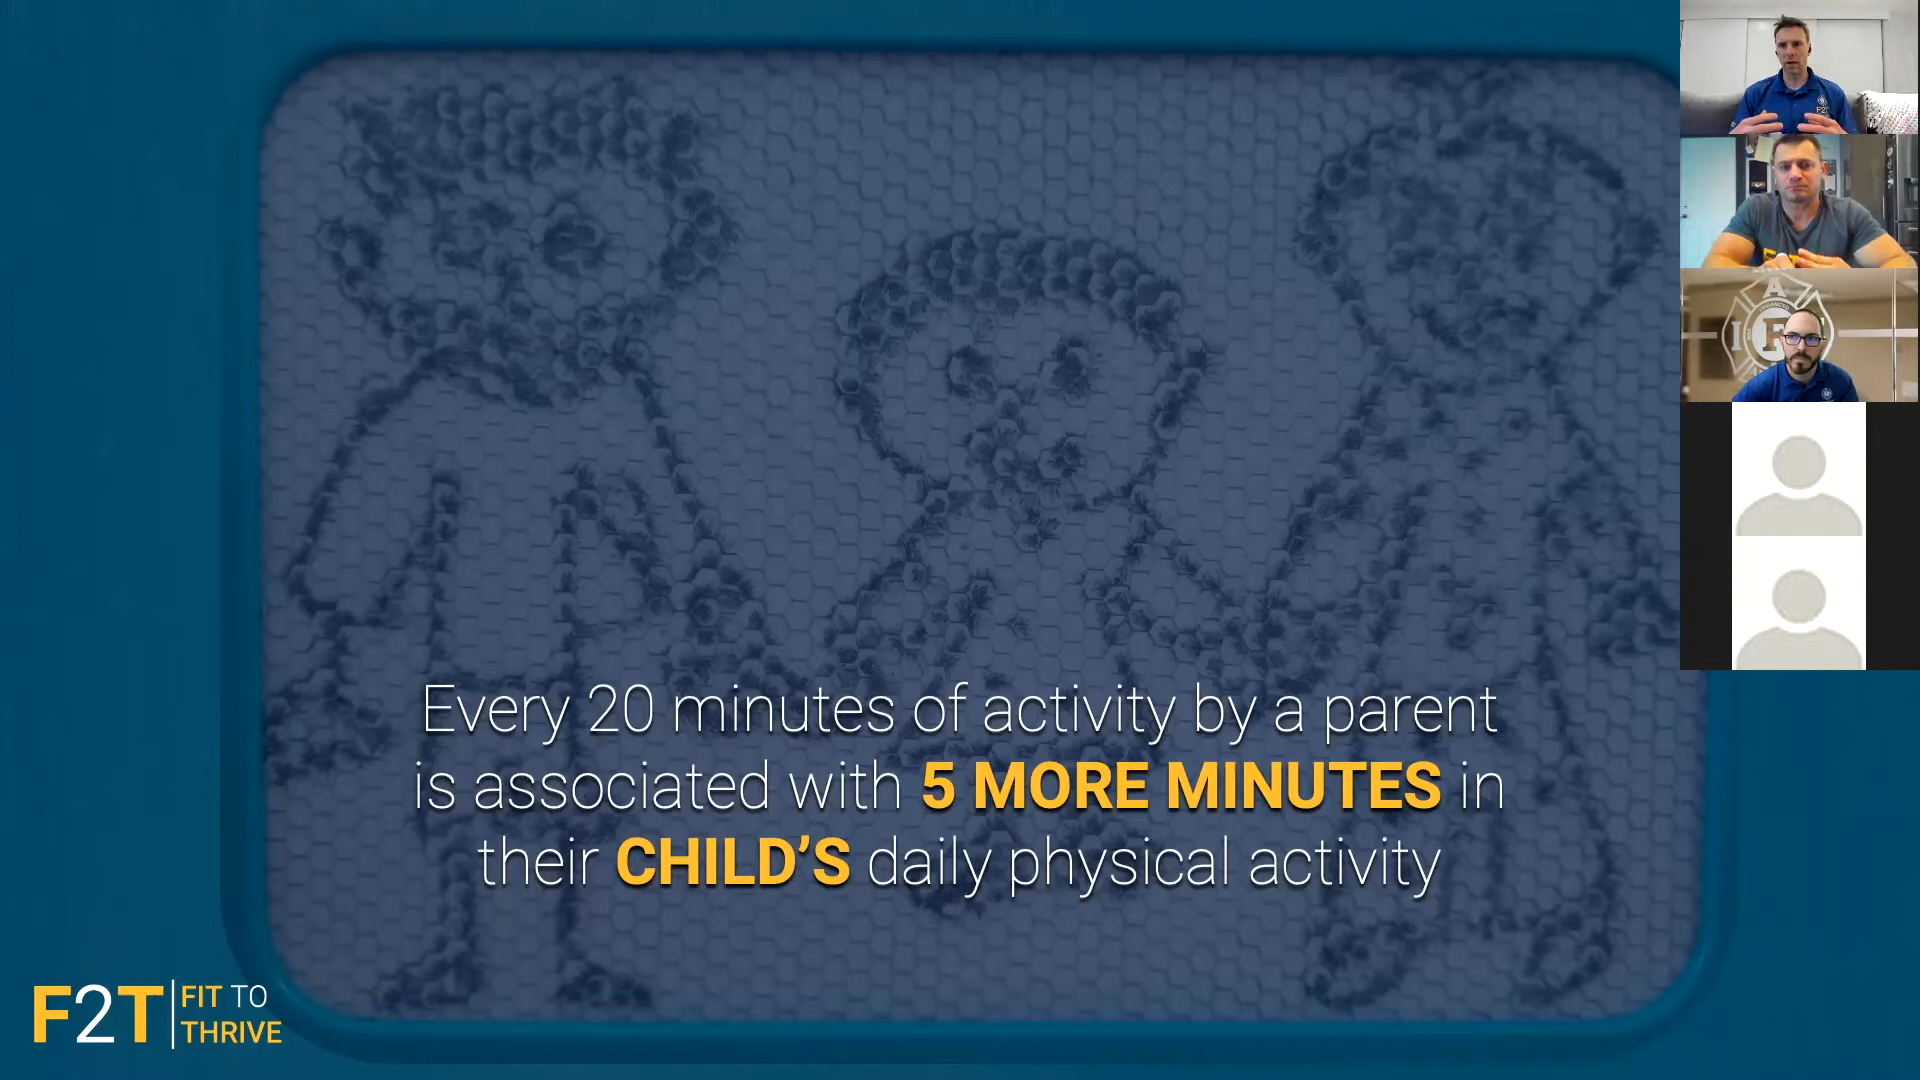 Every 20 minutes of activity by a parent
is associated with 5 MORE MINUTES in
their CHILD’S daily physical activity
F2T
FIT TO
THRIVE
F2T
A
I F F